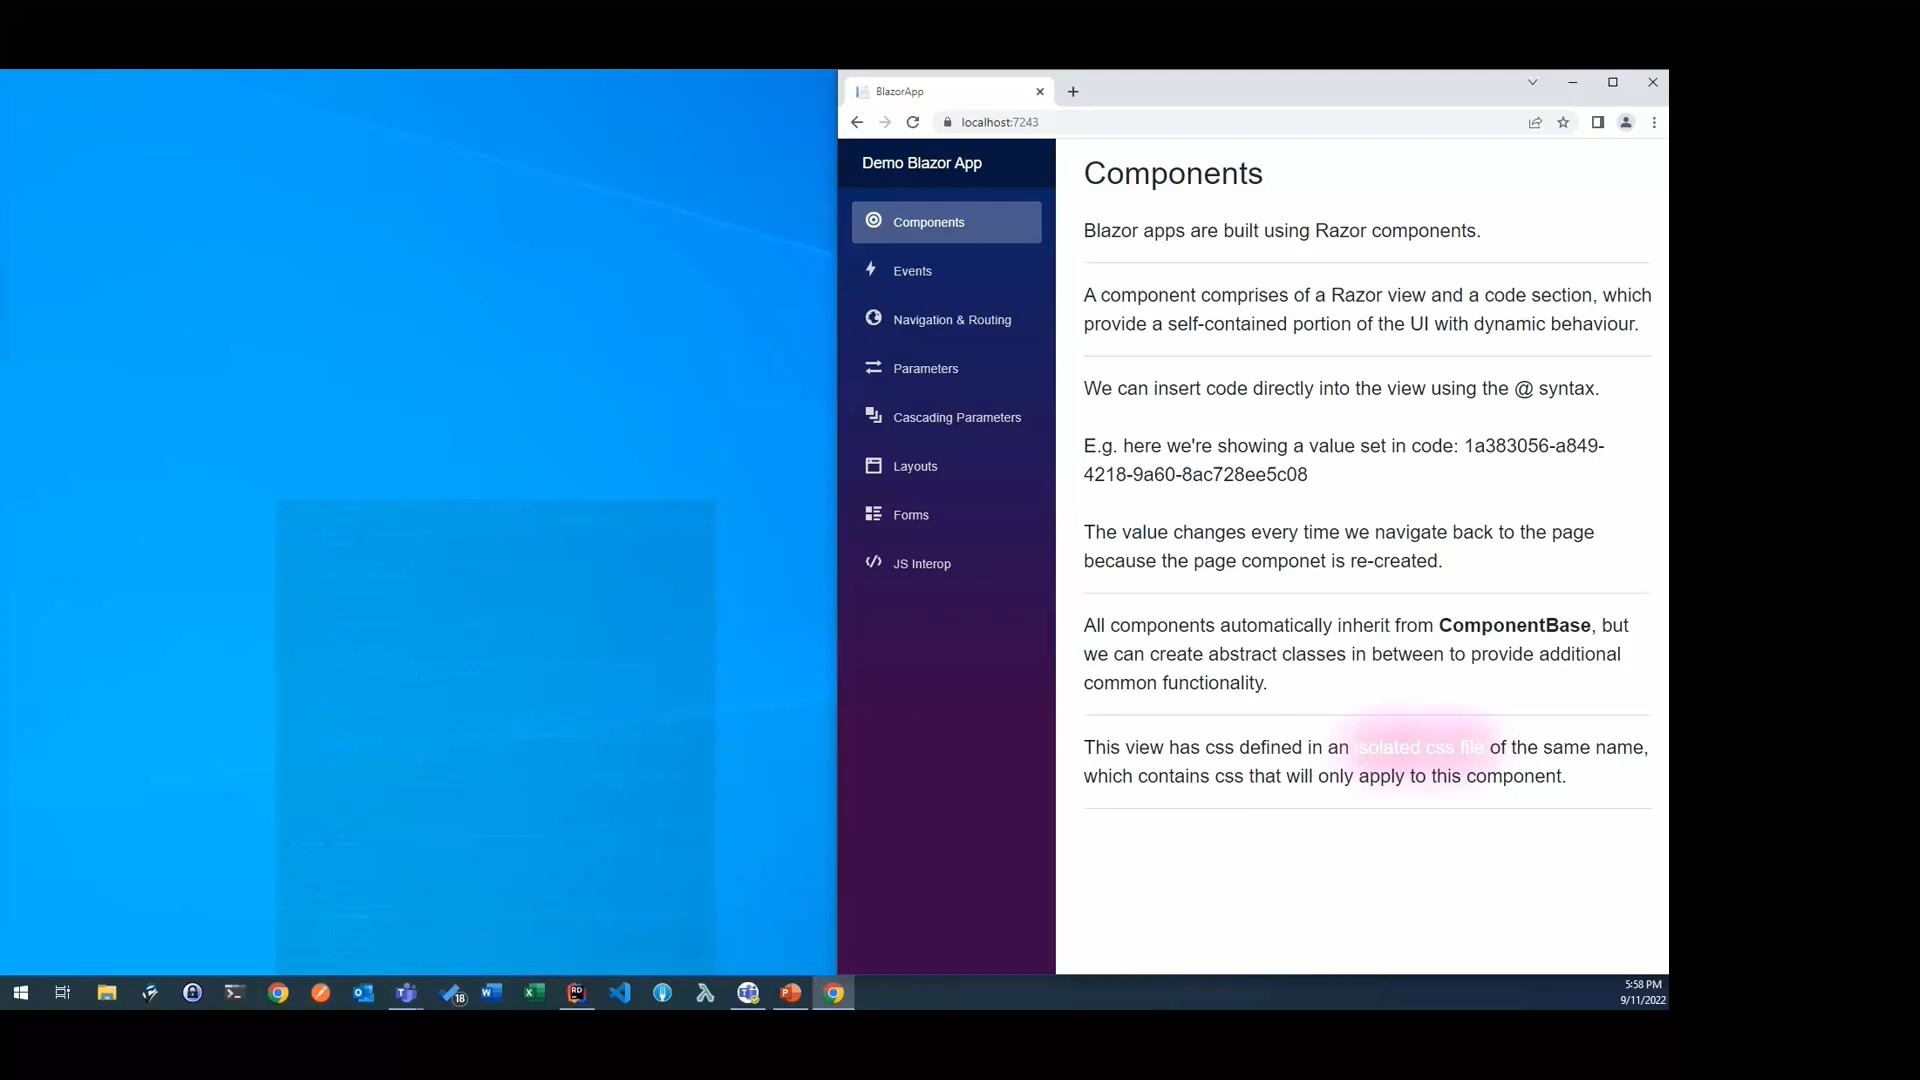 BlazorApp
localhost:7243
Demo Blazor App
Components
Events
Navigation & Routing
Parameters
Cascading Parameters
Layouts
Forms
JS Interop
Components
Blazor apps are built using Razor components.
A component comprises of a Razor view and a code section, which
provide a self-contained portion of the UI with dynamic behaviour.
We can insert code directly into the view using the @ syntax.
E.g. here we're showing a value set in code: 1a383056-a849-
4218-9a60-8ac728ee5c08
The value changes every time we navigate back to the page
because the page componet is re-created.
All components automatically inherit from ComponentBase, but
we can create abstract classes in between to provide additional
common functionality.
This view has css defined in an isolated css file of the same name,
which contains css that will only apply to this component.
18
RD
5:58 PM
9/11/2022